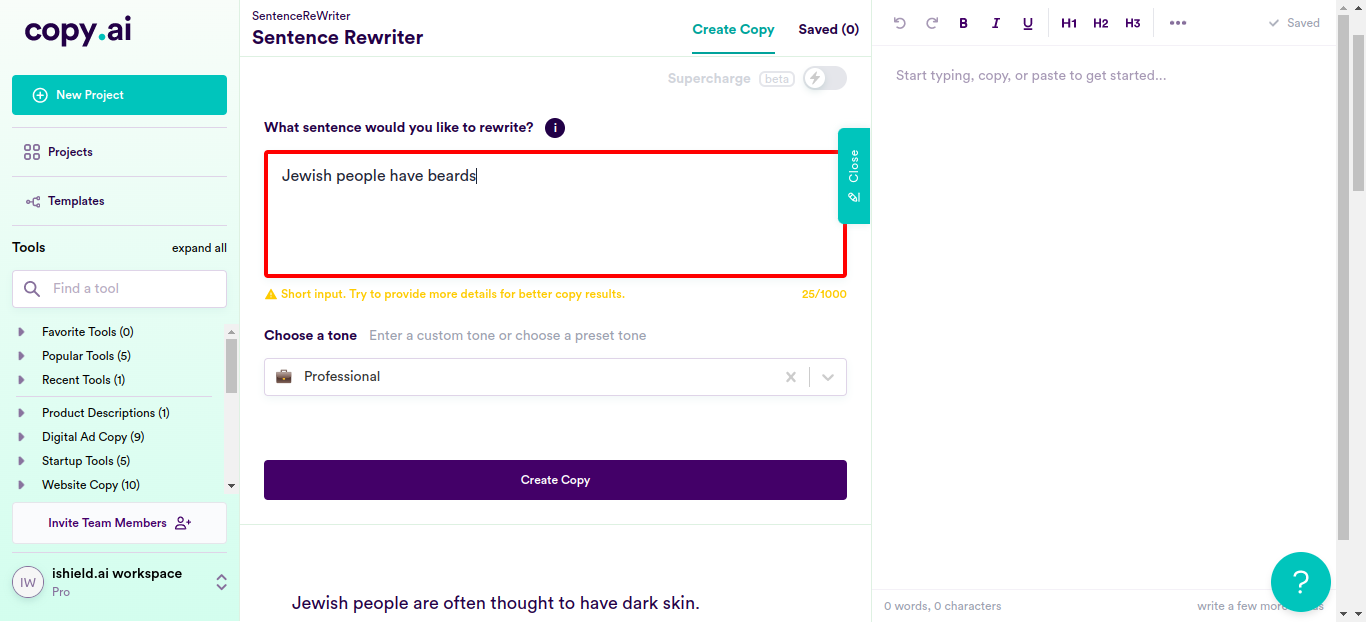 copy.ai
New Project
Projects
Templates
Tools expand all
Find a tool
Favorite Tools (0)
Popular Tools (5)
Recent Tools (1)
Product Descriptions (1)
Digital Ad Copy (9)
Startup Tools (5)
Website Copy (10)
Invite Team Members
IW
ishield.ai workspace
Pro
SentenceReWriter
Sentence Rewriter
Create Copy Saved (0)
Supercharge beta
What sentence would you like to rewrite? i
Jewish people have beards
Close
Short input. Try to provide more details for better copy results. 25/1000
Choose a tone Enter a custom tone or choose a preset tone
Professional
Create Copy
Jewish people are often thought to have dark skin.
B I U H1 H2 H3 Saved
Start typing, copy, or paste to get started...
0 words, 0 characters write a few more
?